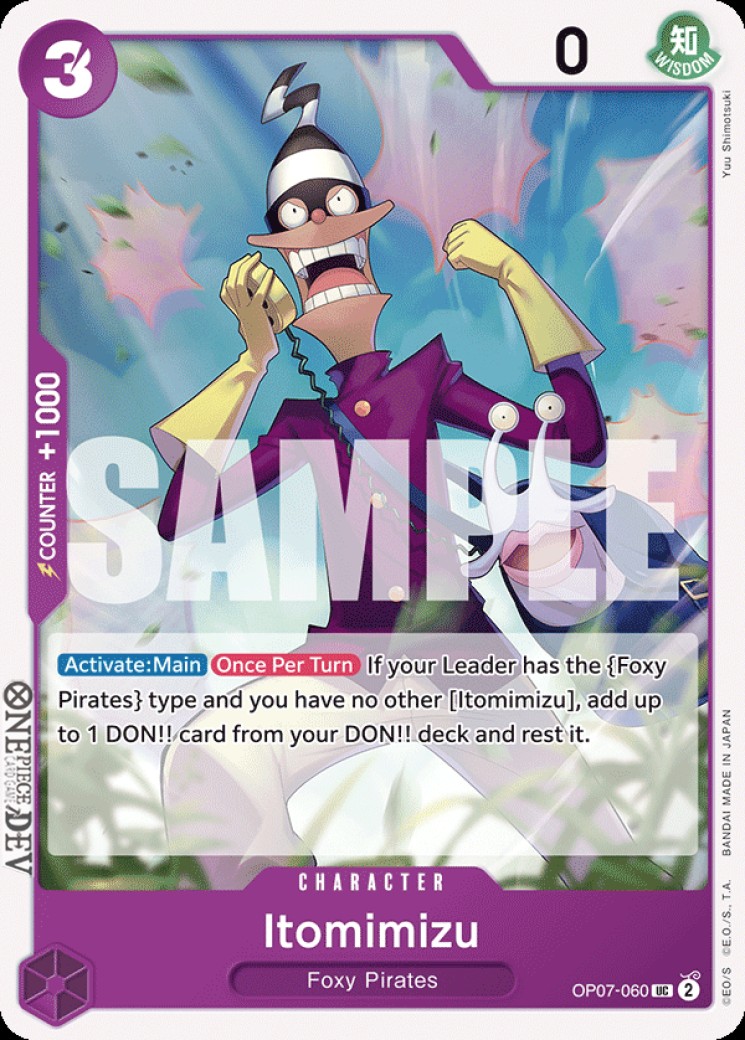 3
0
知
WISDOM
Yuu Shimotsuki
COUNTER +1000
SAMPLE
Activate:Main Once Per Turn If your Leader has the {Foxy
Pirates} type and you have no other [Itomimizu], add up
to 1 DON!! card from your DON!! deck and rest it.
ONE PIECE
CARD GAME
/DEV
BANDAI MADE IN JAPAN
©EO/S ©E.O./S., T.A.
CHARACTER
Itomimizu
Foxy Pirates
OP07-060 UC 2